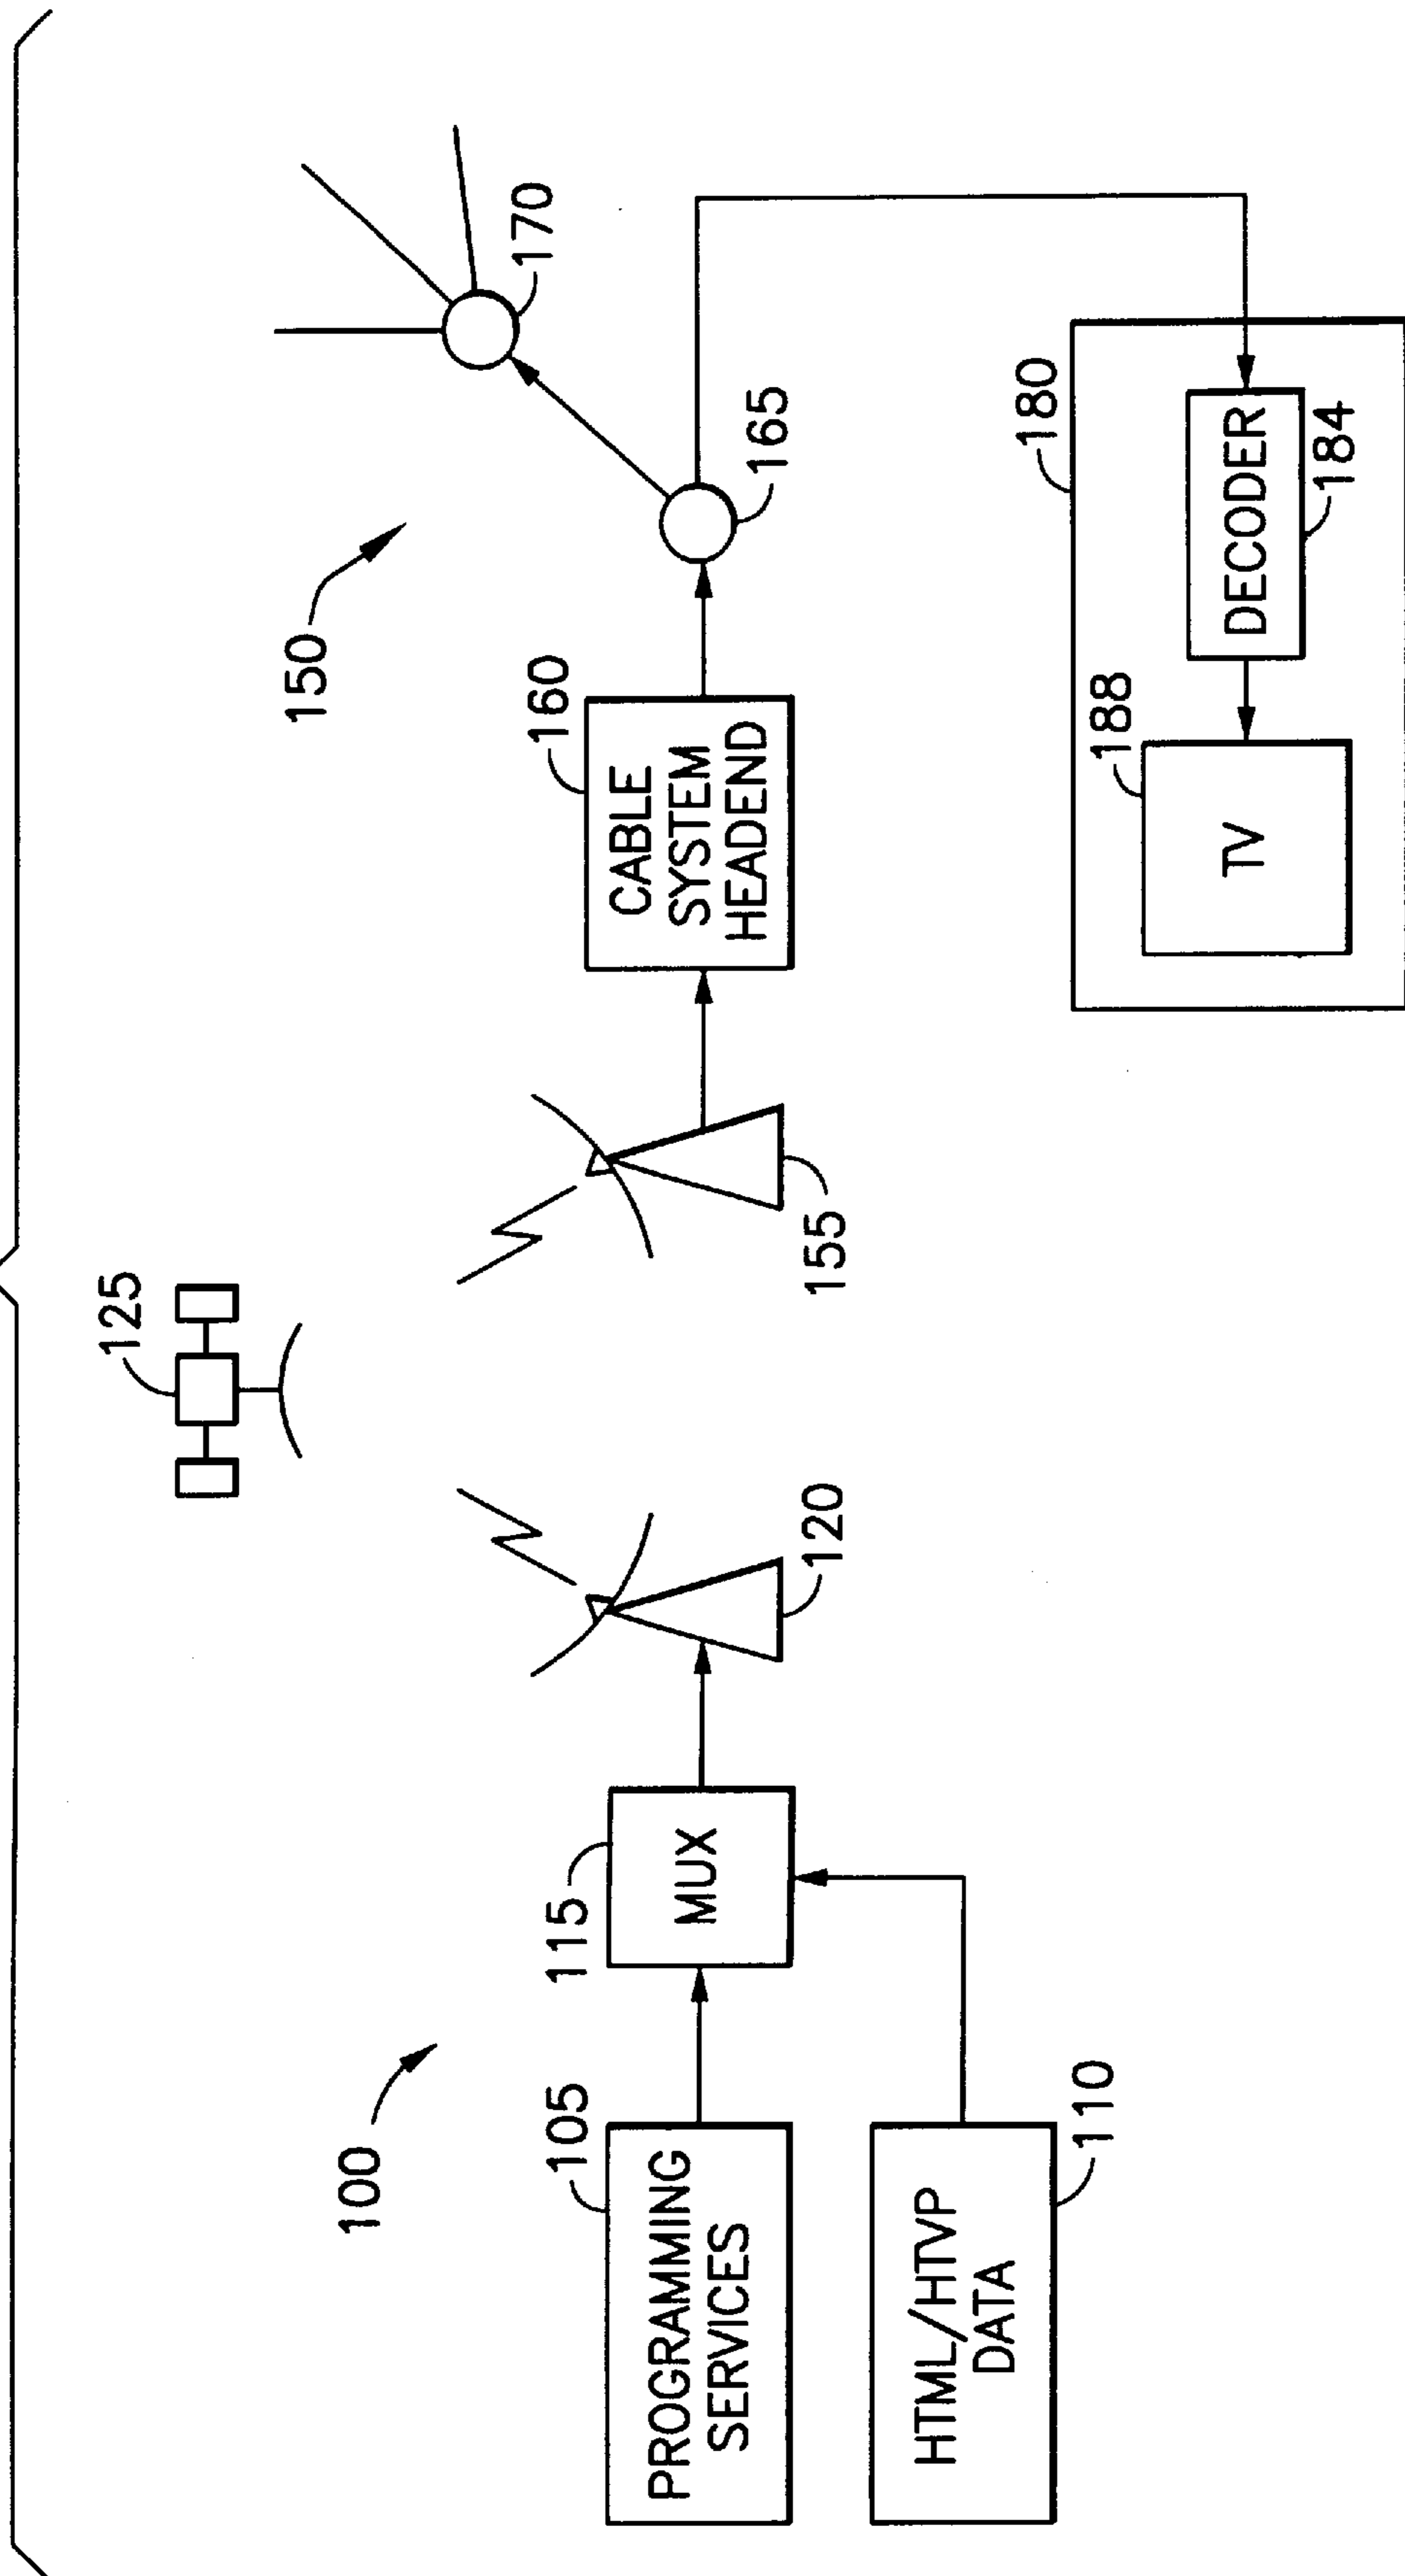 125
150
170
100
160
CABLE
SYSTEM
HEADEND
165
105
PROGRAMMING
SERVICES
115
MUX
120
155
180
188
TV
DECODER
184
HTML/HTVP
DATA
110